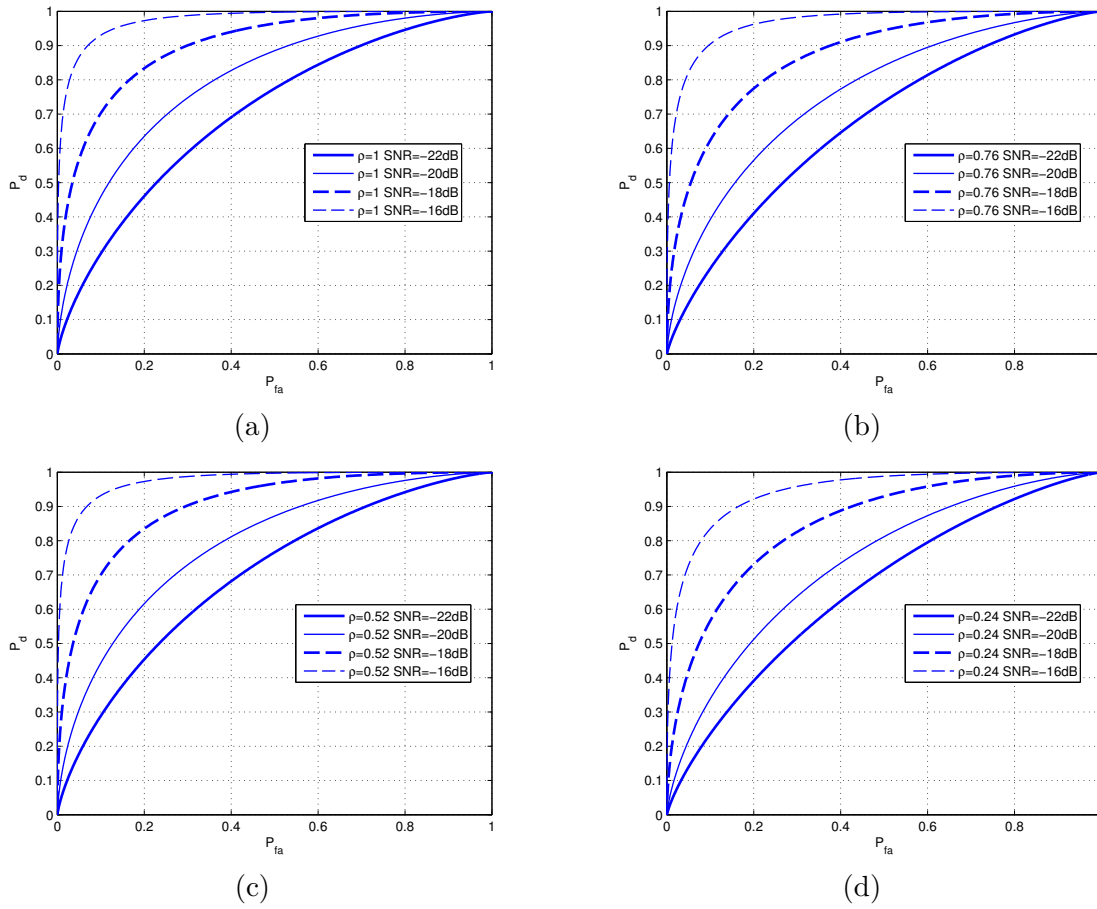 1
0.9
0.8
0.7
0.6
0.5
0.4
0.3
0.2
0.1
0
P_d
0
0.2
0.4
0.6
0.8
1
P_fa
ρ=1 SNR=−22dB
ρ=1 SNR=−20dB
ρ=1 SNR=−18dB
ρ=1 SNR=−16dB
(a)
1
0.9
0.8
0.7
0.6
0.5
0.4
0.3
0.2
0.1
0
P_d
0
0.2
0.4
0.6
0.8
P_fa
ρ=0.76 SNR=−22dB
ρ=0.76 SNR=−20dB
ρ=0.76 SNR=−18dB
ρ=0.76 SNR=−16dB
(b)
1
0.9
0.8
0.7
0.6
0.5
0.4
0.3
0.2
0.1
0
P_d
0
0.2
0.4
0.6
0.8
1
P_fa
ρ=0.52 SNR=−22dB
ρ=0.52 SNR=−20dB
ρ=0.52 SNR=−18dB
ρ=0.52 SNR=−16dB
(c)
1
0.9
0.8
0.7
0.6
0.5
0.4
0.3
0.2
0.1
0
P_d
0
0.2
0.4
0.6
0.8
P_fa
ρ=0.24 SNR=−22dB
ρ=0.24 SNR=−20dB
ρ=0.24 SNR=−18dB
ρ=0.24 SNR=−16dB
(d)